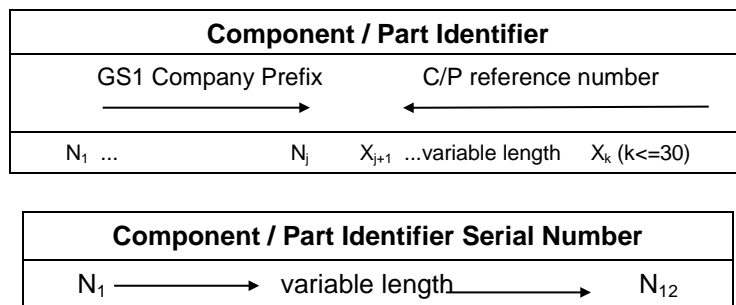 Component / Part Identifier
GS1 Company Prefix C/P reference number
N1 ... Nj Xj+1 ...variable length Xk (k<=30)
Component / Part Identifier Serial Number
N1 variable length N12